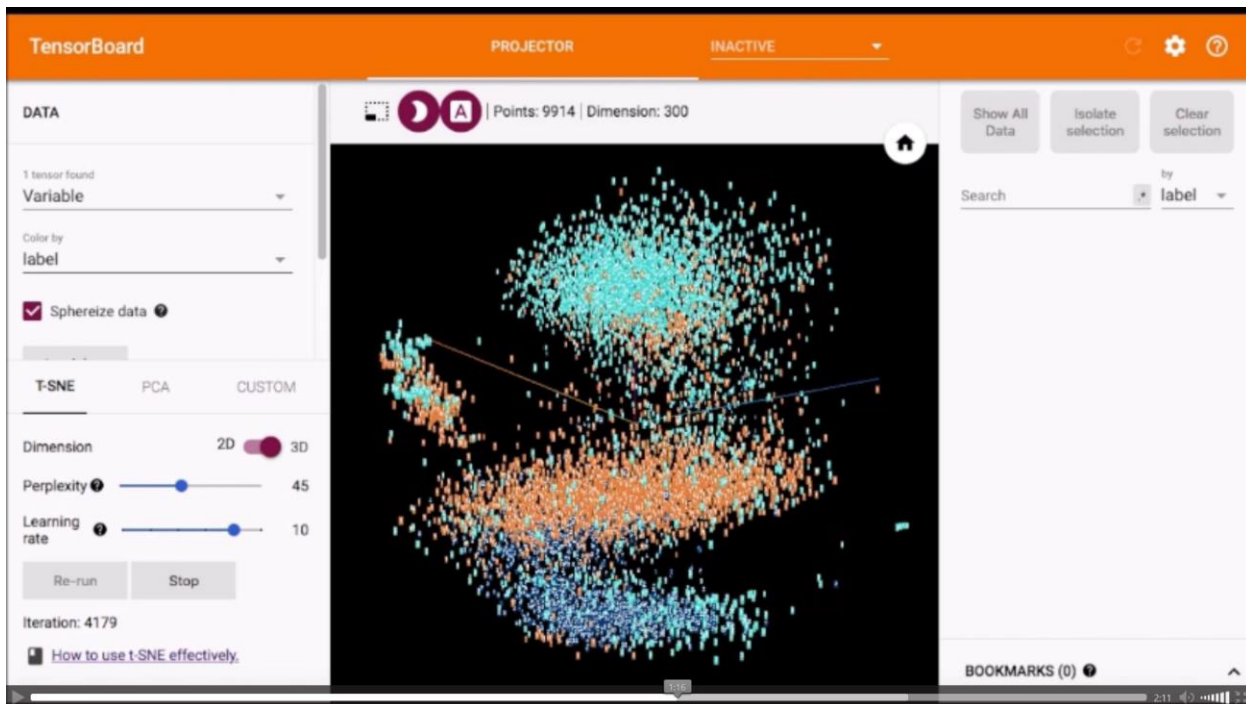 TensorBoard
PROJECTOR
INACTIVE
DATA
A | Points: 9914 | Dimension: 300
1 tensor found
Variable
Color by
label
Sphereize data
T-SNE PCA CUSTOM
Dimension 2D 3D
Perplexity 45
Learning
rate 10
Re-run Stop
Iteration: 4179
How to use t-SNE effectively.
Show All
Data
Isolate
selection
Clear
selection
Search .* by
label
BOOKMARKS (0)
1:16
2:11